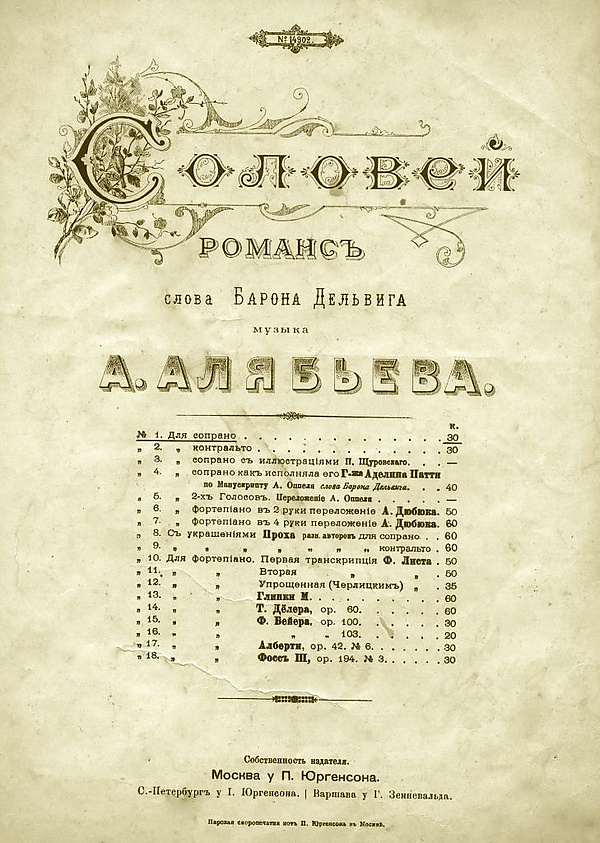 № 14902.
Соловей
РОМАНСЪ
слова БАРОНА ДЕЛЬВИГА
музыка
А. АЛЯБЬЕВА.
к.
№ 1. Для сопрано . . . . . . . . . . . . 30
„ 2. „ контральто . . . . . . . . . . . 30
„ 3. „ сопрано съ иллюстраціями П. Щуровскаго. . . —
„ 4. „ сопрано какъ исполняла его Г-жа Аделина Патти
по Манускрипту А. Оппеля слова Барона Дельвига. . . 40
„ 5. „ 2-хъ Голосовъ. Переложеніе А. Оппеля . . . . —
„ 6. „ фортепіано въ 2 руки переложеніе А. Дюбюка. 50
„ 7. „ фортепіано въ 4 руки переложеніе А. Дюбюка. 60
„ 8. Съ украшеніями Проха разн. авторов для сопрано . . 60
„ 9. „ „ „ „ „ „ контральто . 60
„ 10. Для фортепіано. Первая транскрипція Ф. Листа . 50
„ 11. „ „ Вторая „ „ . 50
„ 12. „ „ Упрощенная (Черлицкимъ) „ 35
„ 13. „ „ Глинки М. . . . . . . . . . 60
„ 14. „ „ Т. Дёлера, ор. 60. . . . . . . 60
„ 15. „ „ Ф. Бейера, ор. 100. . . . . . . 30
„ 16. „ „ „ „ 103. . . . . . . 20
„ 17. „ „ Алберти, ор. 42. № 6. . . . . . . 30
„ 18. „ „ Фоссъ Ш, ор. 194. № 3. . . . . . 30
Собственность издателя.
Москва у П. Юргенсона.
С.-Петербургъ у І. Юргенсона. | Варшава у Г. Зенневальда.
Паровая скоропечатня нотъ П. Юргенсона въ Москвѣ.